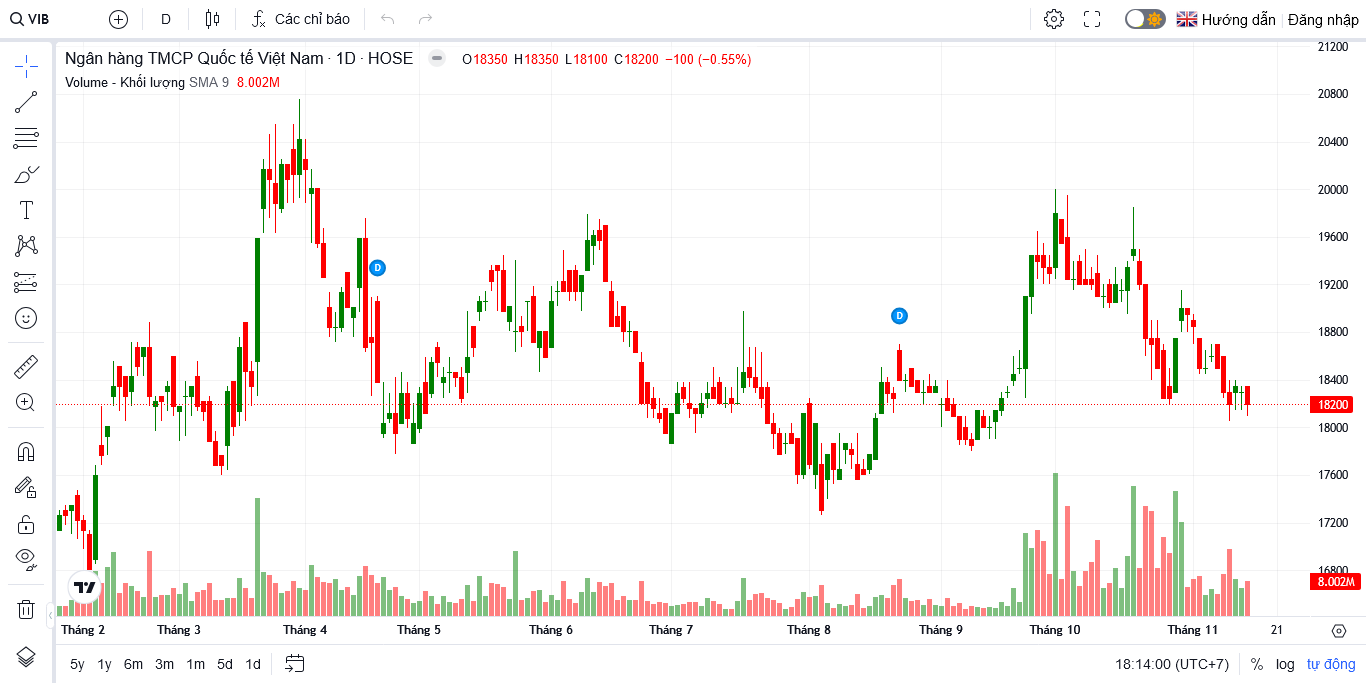 VIB D Các chỉ báo Hướng dẫn Đăng nhập
Ngân hàng TMCP Quốc tế Việt Nam · 1D · HOSE O18350 H18350 L18100 C18200 −100 (−0.55%)
Volume - Khối lượng SMA 9 8.002M
21200
20800
20400
20000
19600
19200
18800
18400
18200
18000
17600
17200
16800
8.002M
D
D
Tháng 2 Tháng 3 Tháng 4 Tháng 5 Tháng 6 Tháng 7 Tháng 8 Tháng 9 Tháng 10 Tháng 11 21
5y 1y 6m 3m 1m 5d 1d 18:14:00 (UTC+7) % log tự động